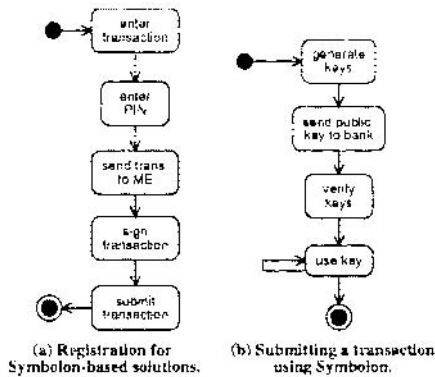 enter
transaction
enter
PIN
send trans
to ME
sign
transaction
submit
transaction
(a) Registration for
Symbolon-based solutions.
generate
keys
send public
key to bank
verify
keys
use key
(b) Submitting a transaction
using Symbolon.